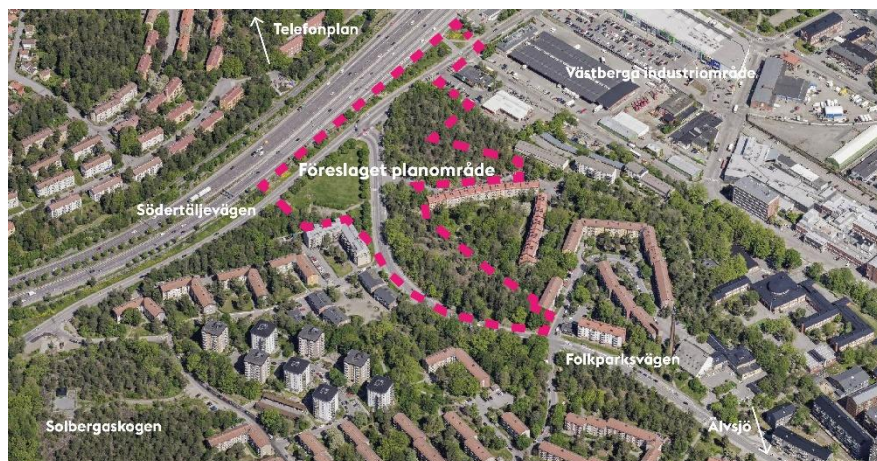 Telefonplan
Västberga industriområde
Föreslaget planområde
Södertäljevägen
Folkparksvägen
Solbergaskogen
Älvsjö